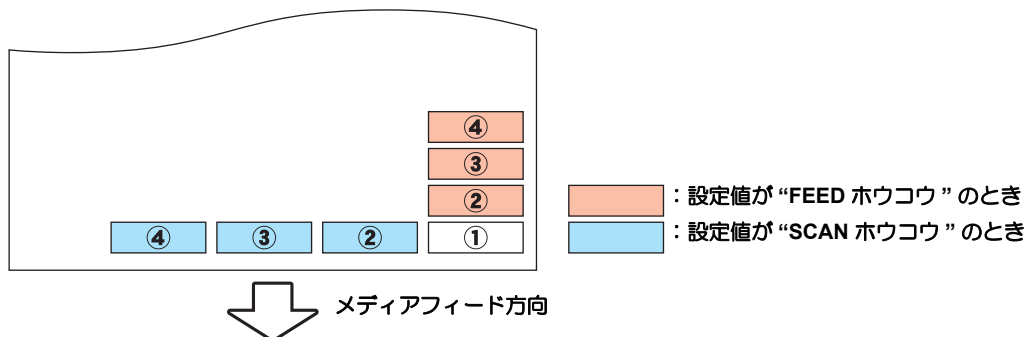 ④
③
②
④ ③ ② ①
：設定値が “FEED ホウコウ ” のとき
：設定値が “SCAN ホウコウ ” のとき
メディアフィード方向